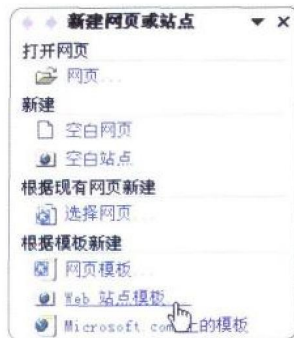 新建网页或站点
打开网页
网页...
新建
空白网页
空白站点
根据现有网页新建
选择网页...
根据模板新建
网页模板...
Web 站点模板...
Microsoft.com 上的模板